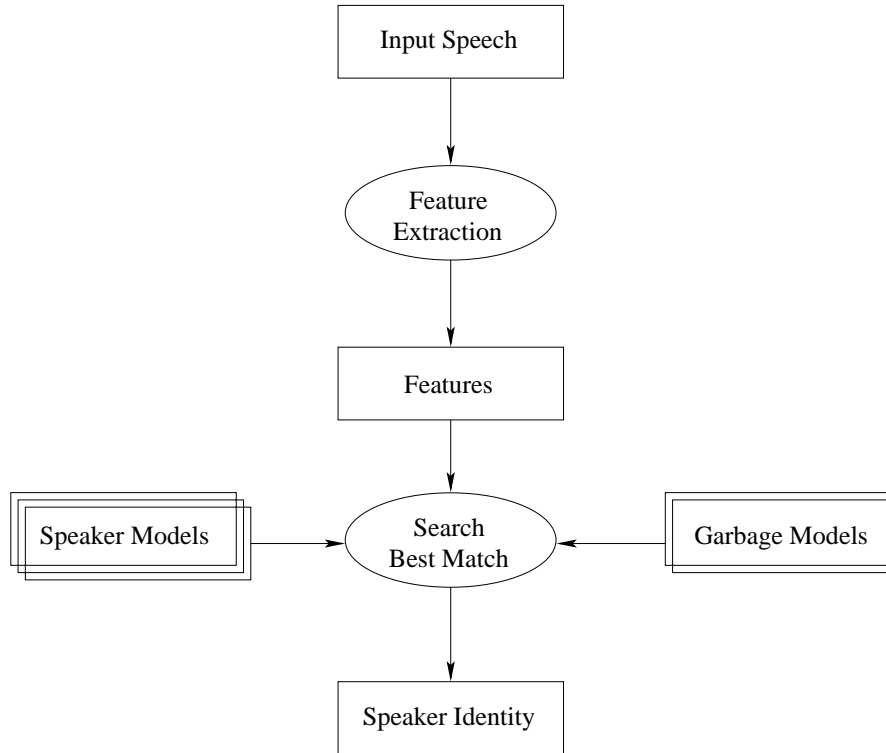 Input Speech
Feature
Extraction
Features
Speaker Models
Search
Best Match
Garbage Models
Speaker Identity